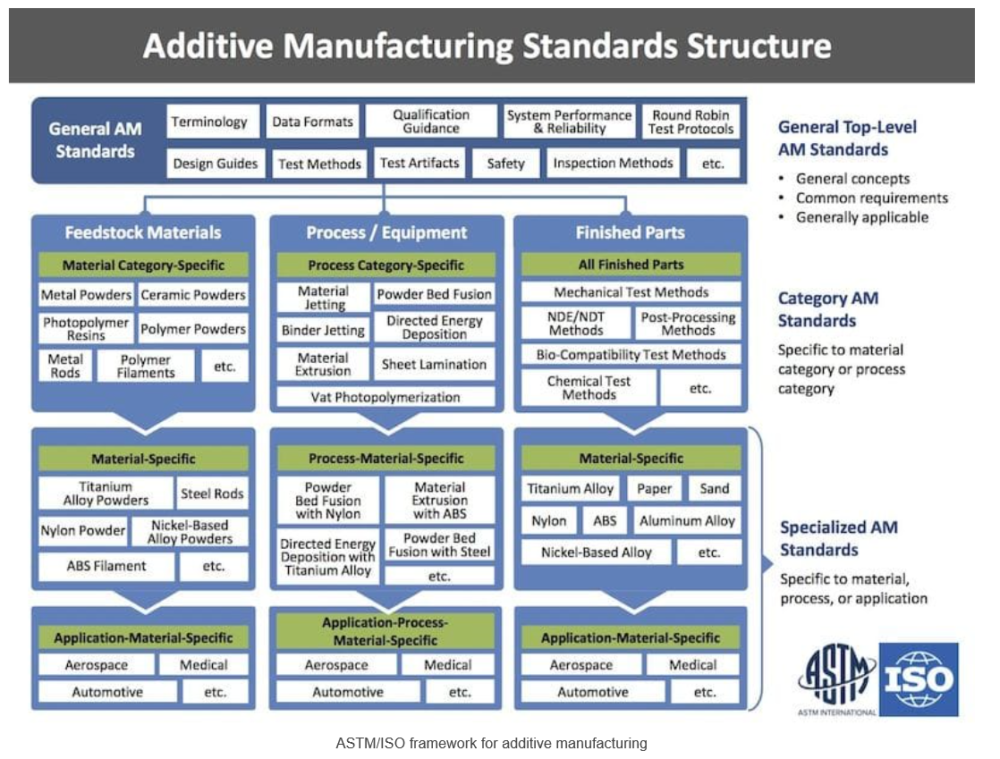 Additive Manufacturing Standards Structure
General AM
Standards
Terminology
Data Formats
Qualification
Guidance
System Performance
& Reliability
Round Robin
Test Protocols
Design Guides
Test Methods
Test Artifacts
Safety
Inspection Methods
etc.
General Top-Level
AM Standards
• General concepts
• Common requirements
• Generally applicable
Feedstock Materials
Material Category-Specific
Metal Powders
Ceramic Powders
Photopolymer
Resins
Polymer Powders
Metal
Rods
Polymer
Filaments
etc.
Process / Equipment
Process Category-Specific
Material
Jetting
Powder Bed Fusion
Binder Jetting
Directed Energy
Deposition
Material
Extrusion
Sheet Lamination
Vat Photopolymerization
Finished Parts
All Finished Parts
Mechanical Test Methods
NDE/NDT
Methods
Post-Processing
Methods
Bio-Compatibility Test Methods
Chemical Test
Methods
etc.
Category AM
Standards
Specific to material
category or process
category
Material-Specific
Titanium
Alloy Powders
Steel Rods
Nylon Powder
Nickel-Based
Alloy Powders
ABS Filament
etc.
Process-Material-Specific
Powder
Bed Fusion
with Nylon
Material
Extrusion
with ABS
Directed Energy
Deposition with
Titanium Alloy
Powder Bed
Fusion with Steel
etc.
Material-Specific
Titanium Alloy
Paper
Sand
Nylon
ABS
Aluminum Alloy
Nickel-Based Alloy
etc.
Specialized AM
Standards
Specific to material,
process, or application
Application-Material-Specific
Aerospace
Medical
Automotive
etc.
Application-Process-
Material-Specific
Aerospace
Medical
Automotive
etc.
Application-Material-Specific
Aerospace
Medical
Automotive
etc.
ASTM
ASTM INTERNATIONAL
ISO
ASTM/ISO framework for additive manufacturing